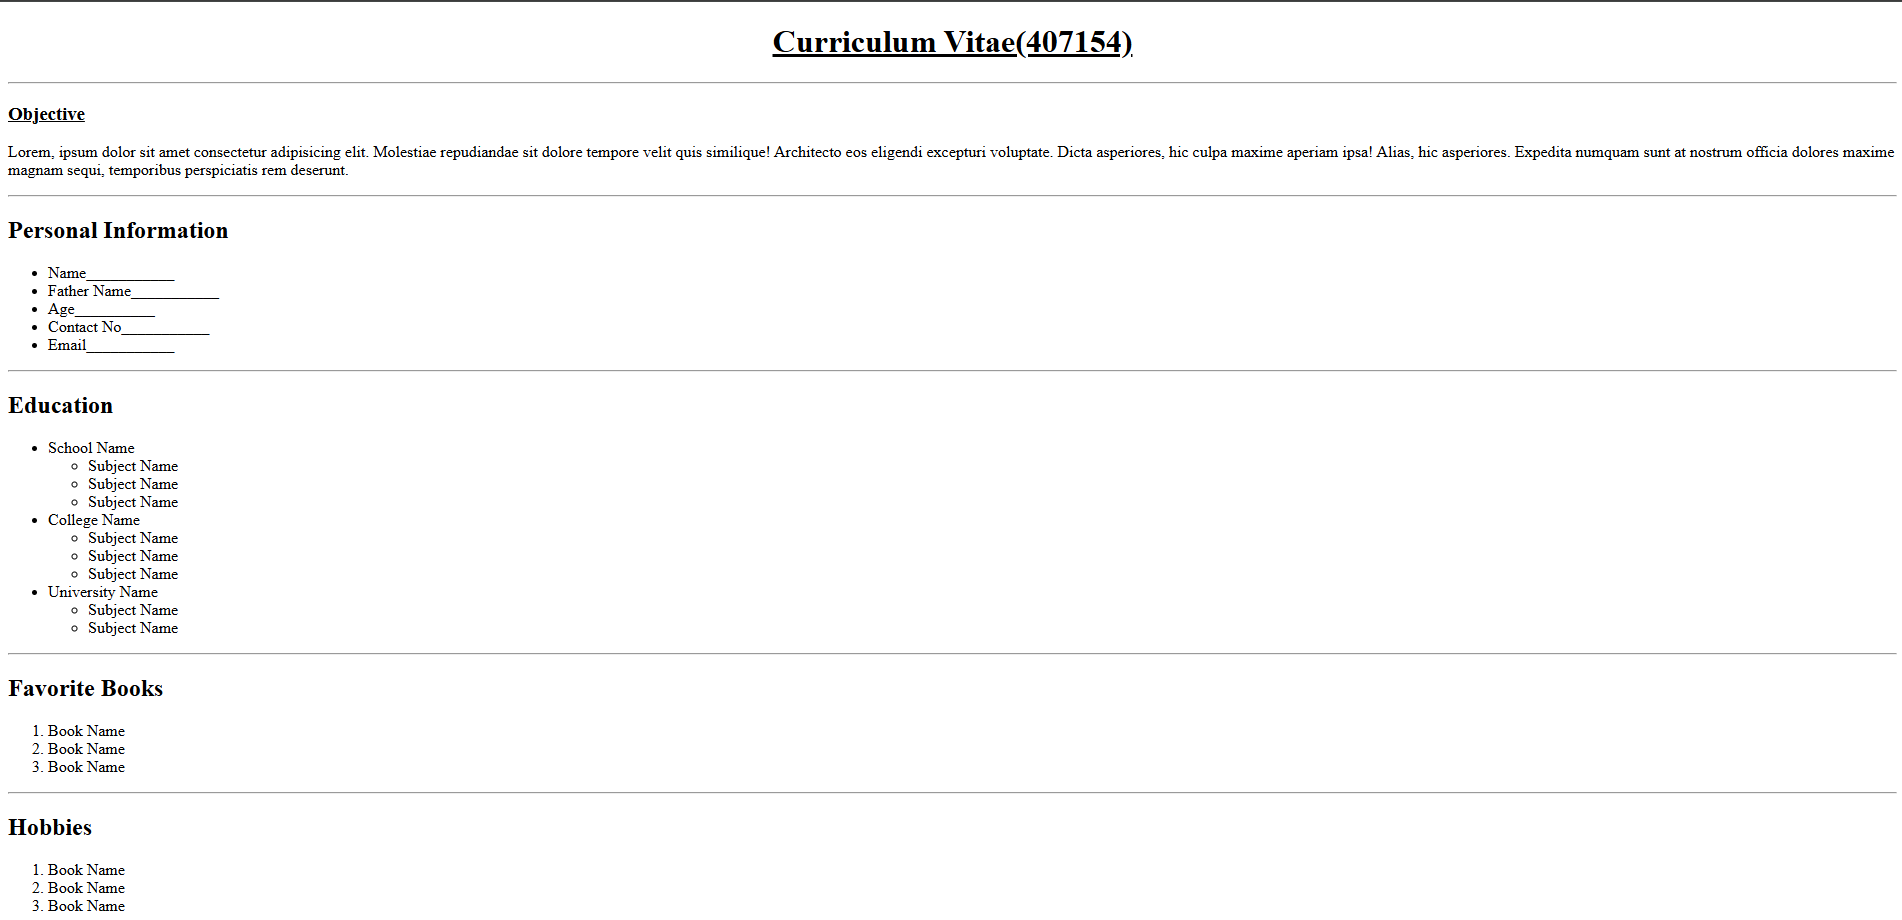 Curriculum Vitae(407154)
Objective
Lorem, ipsum dolor sit amet consectetur adipisicing elit. Molestiae repudiandae sit dolore tempore velit quis similique! Architecto eos eligendi excepturi voluptate. Dicta asperiores, hic culpa maxime aperiam ipsa! Alias, hic asperiores. Expedita numquam sunt at nostrum officia dolores maxime
magnam sequi, temporibus perspiciatis rem deserunt.
Personal Information
• Name___________
• Father Name___________
• Age__________
• Contact No___________
• Email___________
Education
• School Name
◦ Subject Name
◦ Subject Name
◦ Subject Name
• College Name
◦ Subject Name
◦ Subject Name
◦ Subject Name
• University Name
◦ Subject Name
◦ Subject Name
Favorite Books
1. Book Name
2. Book Name
3. Book Name
Hobbies
1. Book Name
2. Book Name
3. Book Name